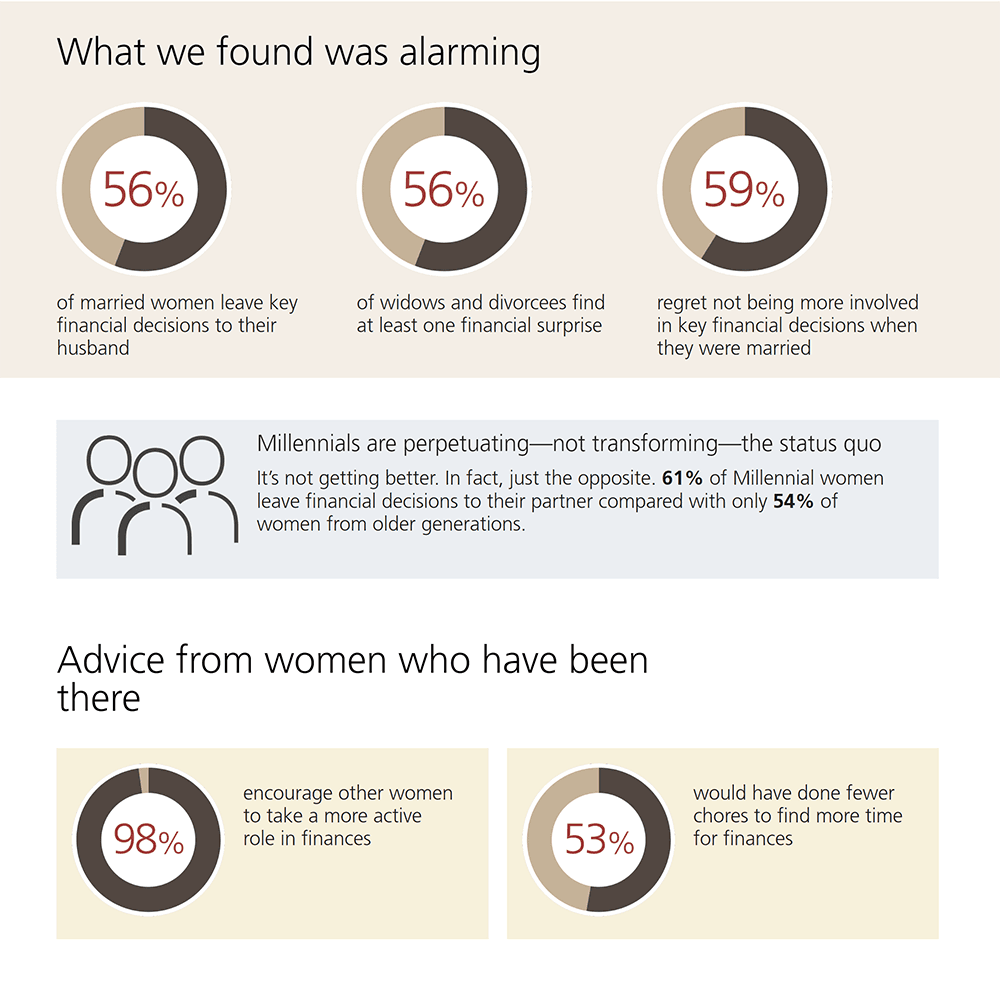 What we found was alarming
56%
56%
59%
of married women leave key
financial decisions to their
husband
of widows and divorcees find
at least one financial surprise
regret not being more involved
in key financial decisions when
they were married
Millennials are perpetuating—not transforming—the status quo
It’s not getting better. In fact, just the opposite. 61% of Millennial women
leave financial decisions to their partner compared with only 54% of
women from older generations.
Advice from women who have been
there
98%
encourage other women
to take a more active
role in finances
53%
would have done fewer
chores to find more time
for finances